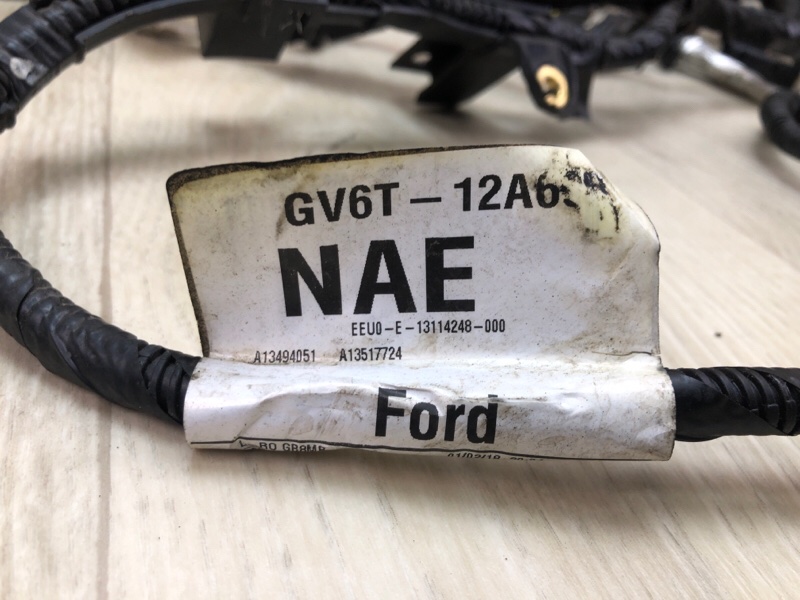 GV6T – 12A6
NAE
EEU0-E-13114248-000
A13494051 A13517724
Ford